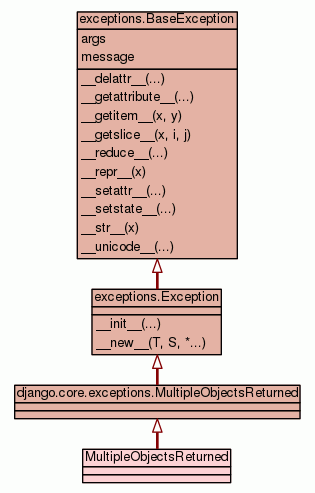 exceptions.BaseException
args
message
__delattr__(...)
__getattribute__(...)
__getitem__(x, y)
__getslice__(x, i, j)
__reduce__(...)
__repr__(x)
__setattr__(...)
__setstate__(...)
__str__(x)
__unicode__(...)
exceptions.Exception
__init__(...)
__new__(T, S, *...)
django.core.exceptions.MultipleObjectsReturned
MultipleObjectsReturned